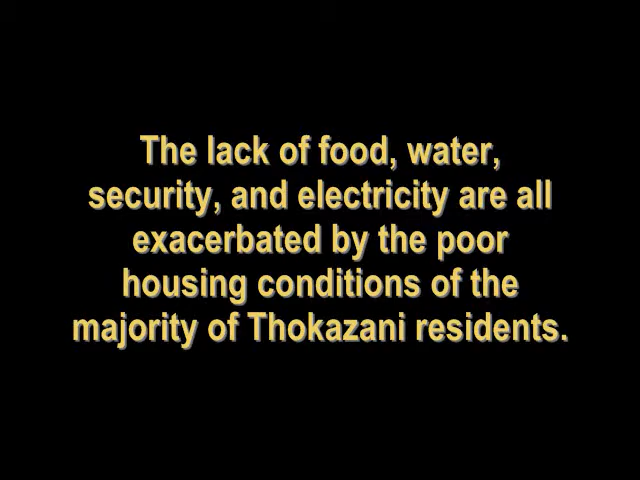 The lack of food, water,
security, and electricity are all
exacerbated by the poor
housing conditions of the
majority of Thokazani residents.